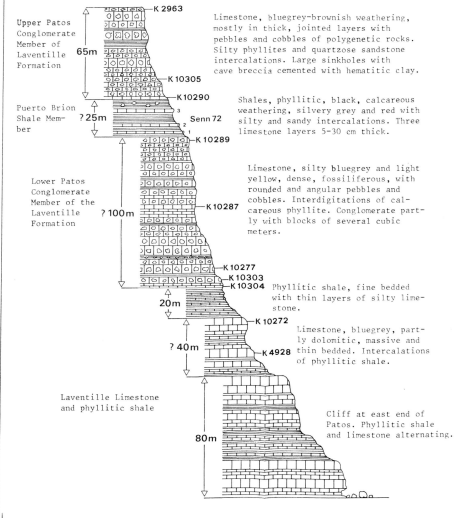 Upper Patos
Conglomerate
Member of
Laventille
Formation
65m
K 2963
K 10305
Limestone, bluegrey-brownish weathering,
mostly in thick, jointed layers with
pebbles and cobbles of polygenetic rocks.
Silty phyllites and quartzose sandstone
intercalations. Large sinkholes with
cave breccia cemented with hematitic clay.
Puerto Brion
Shale Mem-
ber
? 25m
K 10290
3
Senn 72
2
1
K 10289
Shales, phyllitic, black, calcareous
weathering, silvery grey and red with
silty and sandy intercalations. Three
limestone layers 5-30 cm thick.
Lower Patos
Conglomerate
Member of the
Laventille
Formation
? 100m
K 10287
K 10277
K 10303
K 10304
Limestone, silty bluegrey and light
yellow, dense, fossiliferous, with
rounded and angular pebbles and
cobbles. Interdigitations of cal-
careous phyllite. Conglomerate part-
ly with blocks of several cubic
meters.
20m
Phyllitic shale, fine bedded
with thin layers of silty lime-
stone.
? 40m
K 10272
K 4928
Limestone, bluegrey, part-
ly dolomitic, massive and
thin bedded. Intercalations
of phyllitic shale.
Laventille Limestone
and phyllitic shale
80m
Cliff at east end of
Patos. Phyllitic shale
and limestone alternating.